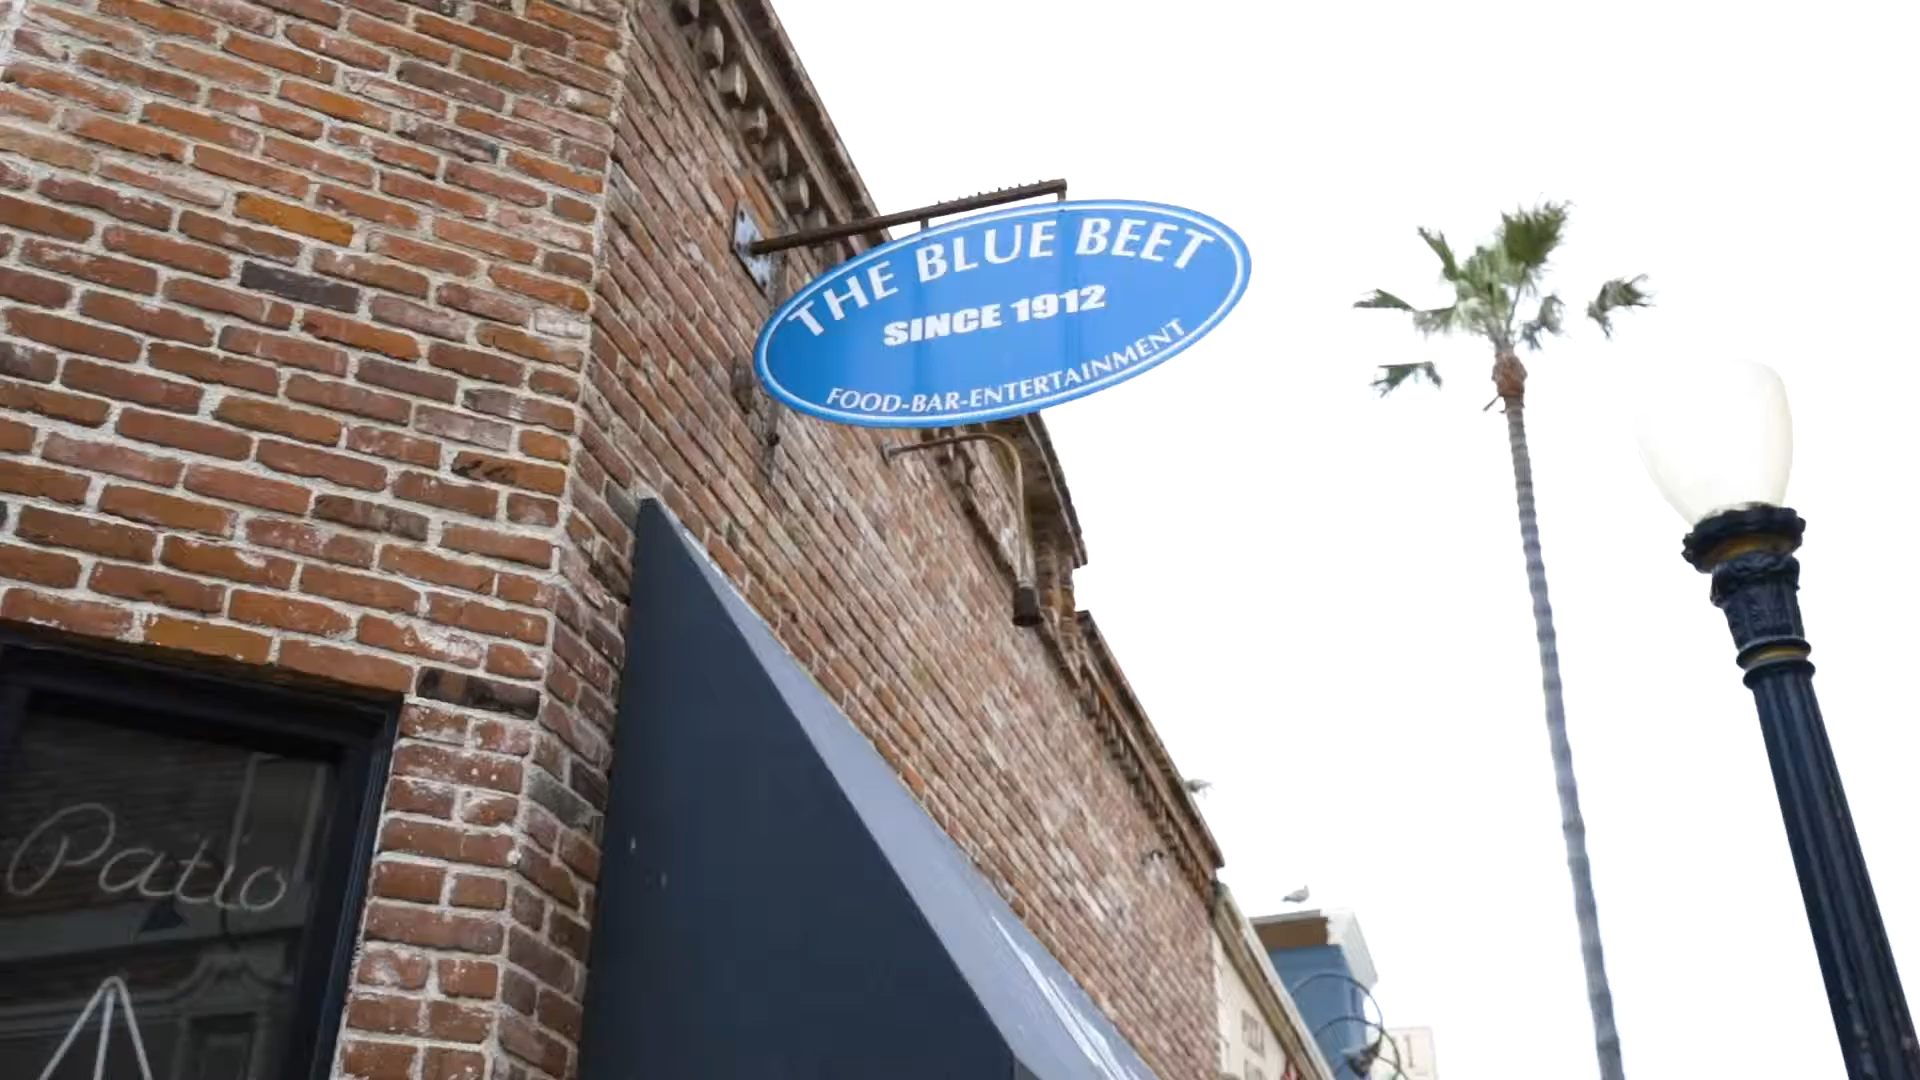 THE BLUE BEET
SINCE 1912
FOOD-BAR-ENTERTAINMENT
Patio